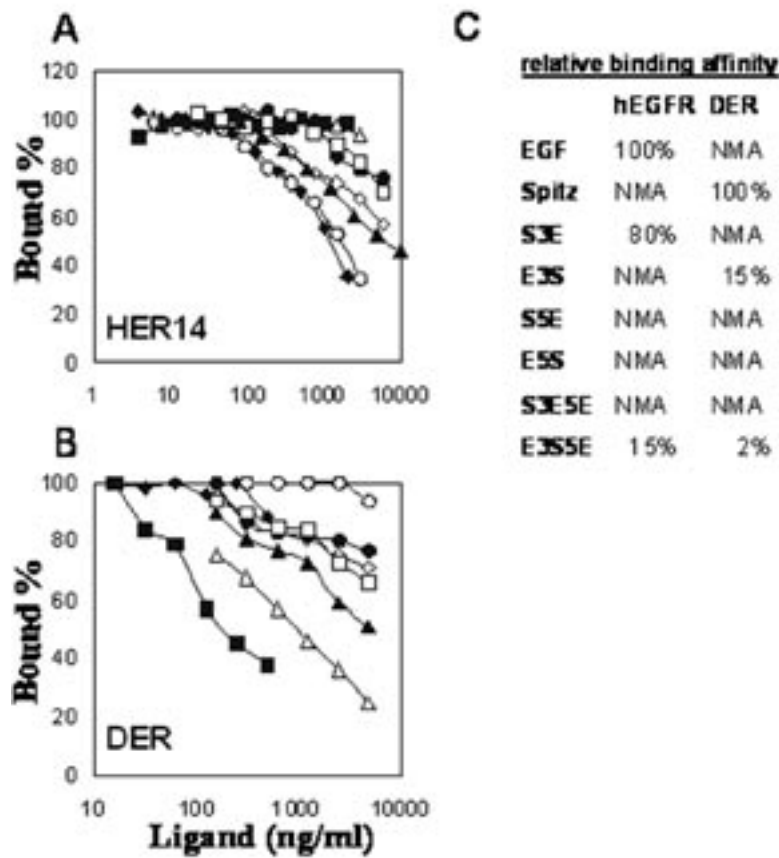 A
120
100
80
60
40
20
0
Bound %
HER14
1 10 100 1000 10000
B
100
80
60
40
20
0
Bound %
DER
10 100 1000 10000
Ligand (ng/ml)
C
relative binding affinity
hEGFR DER
EGF 100% NMA
Spitz NMA 100%
S3E 80% NMA
E3S NMA 15%
S5E NMA NMA
E5S NMA NMA
S3E5E NMA NMA
E3S5E 15% 2%